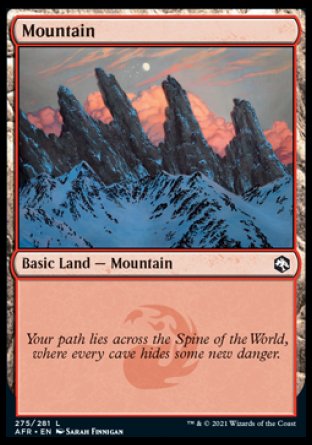 Mountain
Basic Land — Mountain
Your path lies across the Spine of the World,
where every cave hides some new danger.
275/281 L
AFR • EN Sarah Finnigan
™ & © 2021 Wizards of the Coast